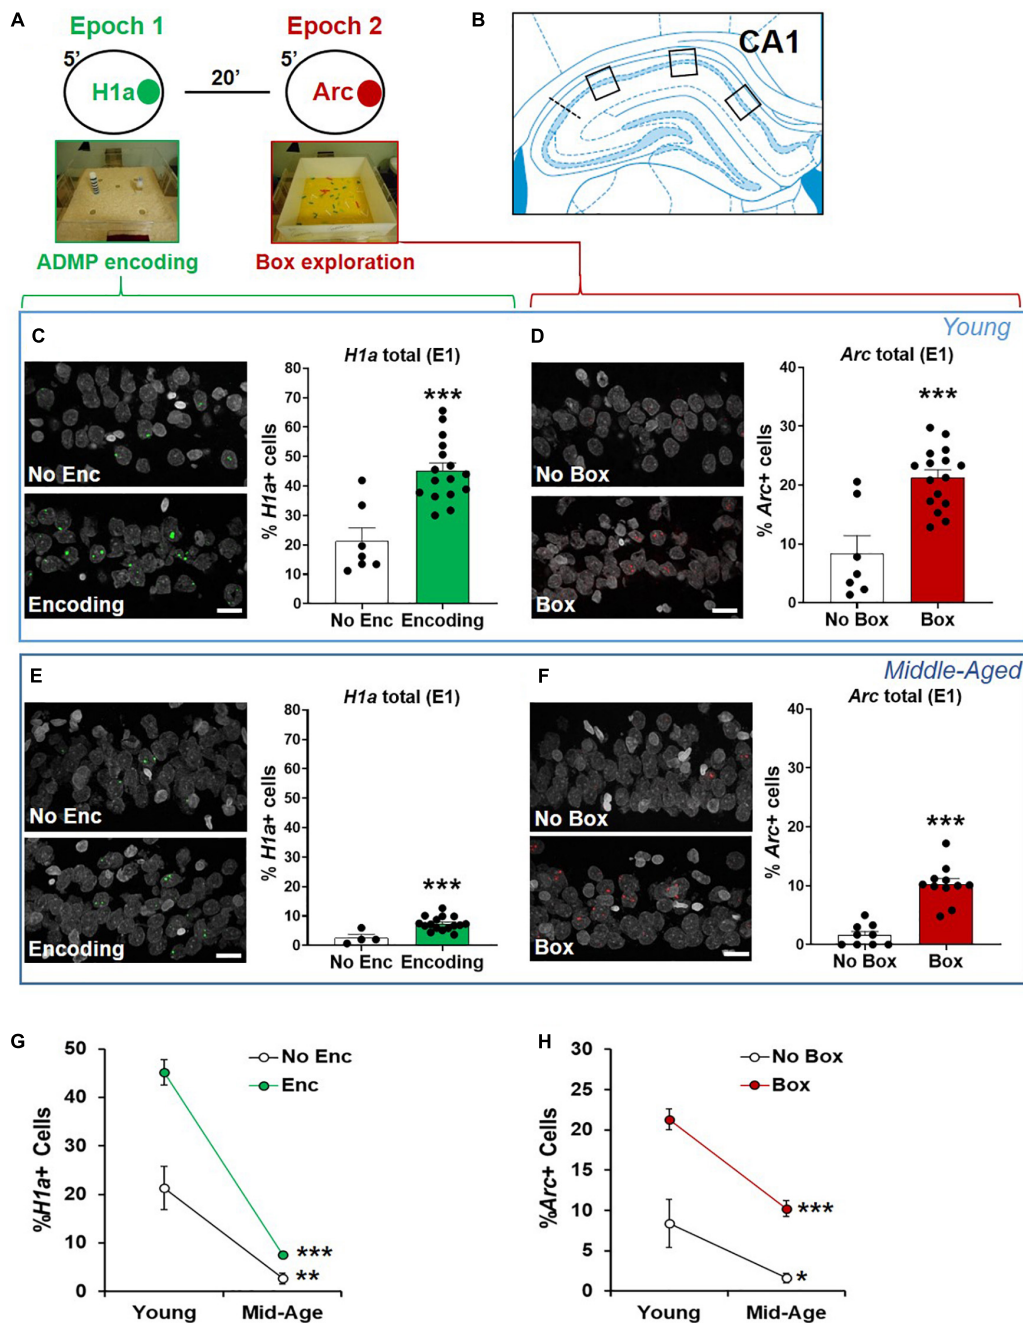 A
Epoch 1
Epoch 2
B
5’
5’
CA1
H1a
20’
Arc
ADMP encoding
Box exploration
Young
C
H1a total (E1)
D
Arc total (E1)
80
70
60
50
40
30
20
10
0
% H1a+ cells
***
No Enc
Encoding
No Enc
Encoding
40
30
20
10
0
% Arc+ cells
***
No Box
Box
No Box
Box
Middle-Aged
E
H1a total (E1)
F
Arc total (E1)
80
70
60
50
40
30
20
10
0
% H1a+ cells
***
No Enc
Encoding
No Enc
Encoding
40
30
20
10
0
% Arc+ cells
***
No Box
Box
No Box
Box
G
50
40
30
20
10
0
%H1a+ Cells
No Enc
Enc
***
**
Young
Mid-Age
H
30
25
20
15
10
5
0
%Arc+ Cells
No Box
Box
***
*
Young
Mid-Age